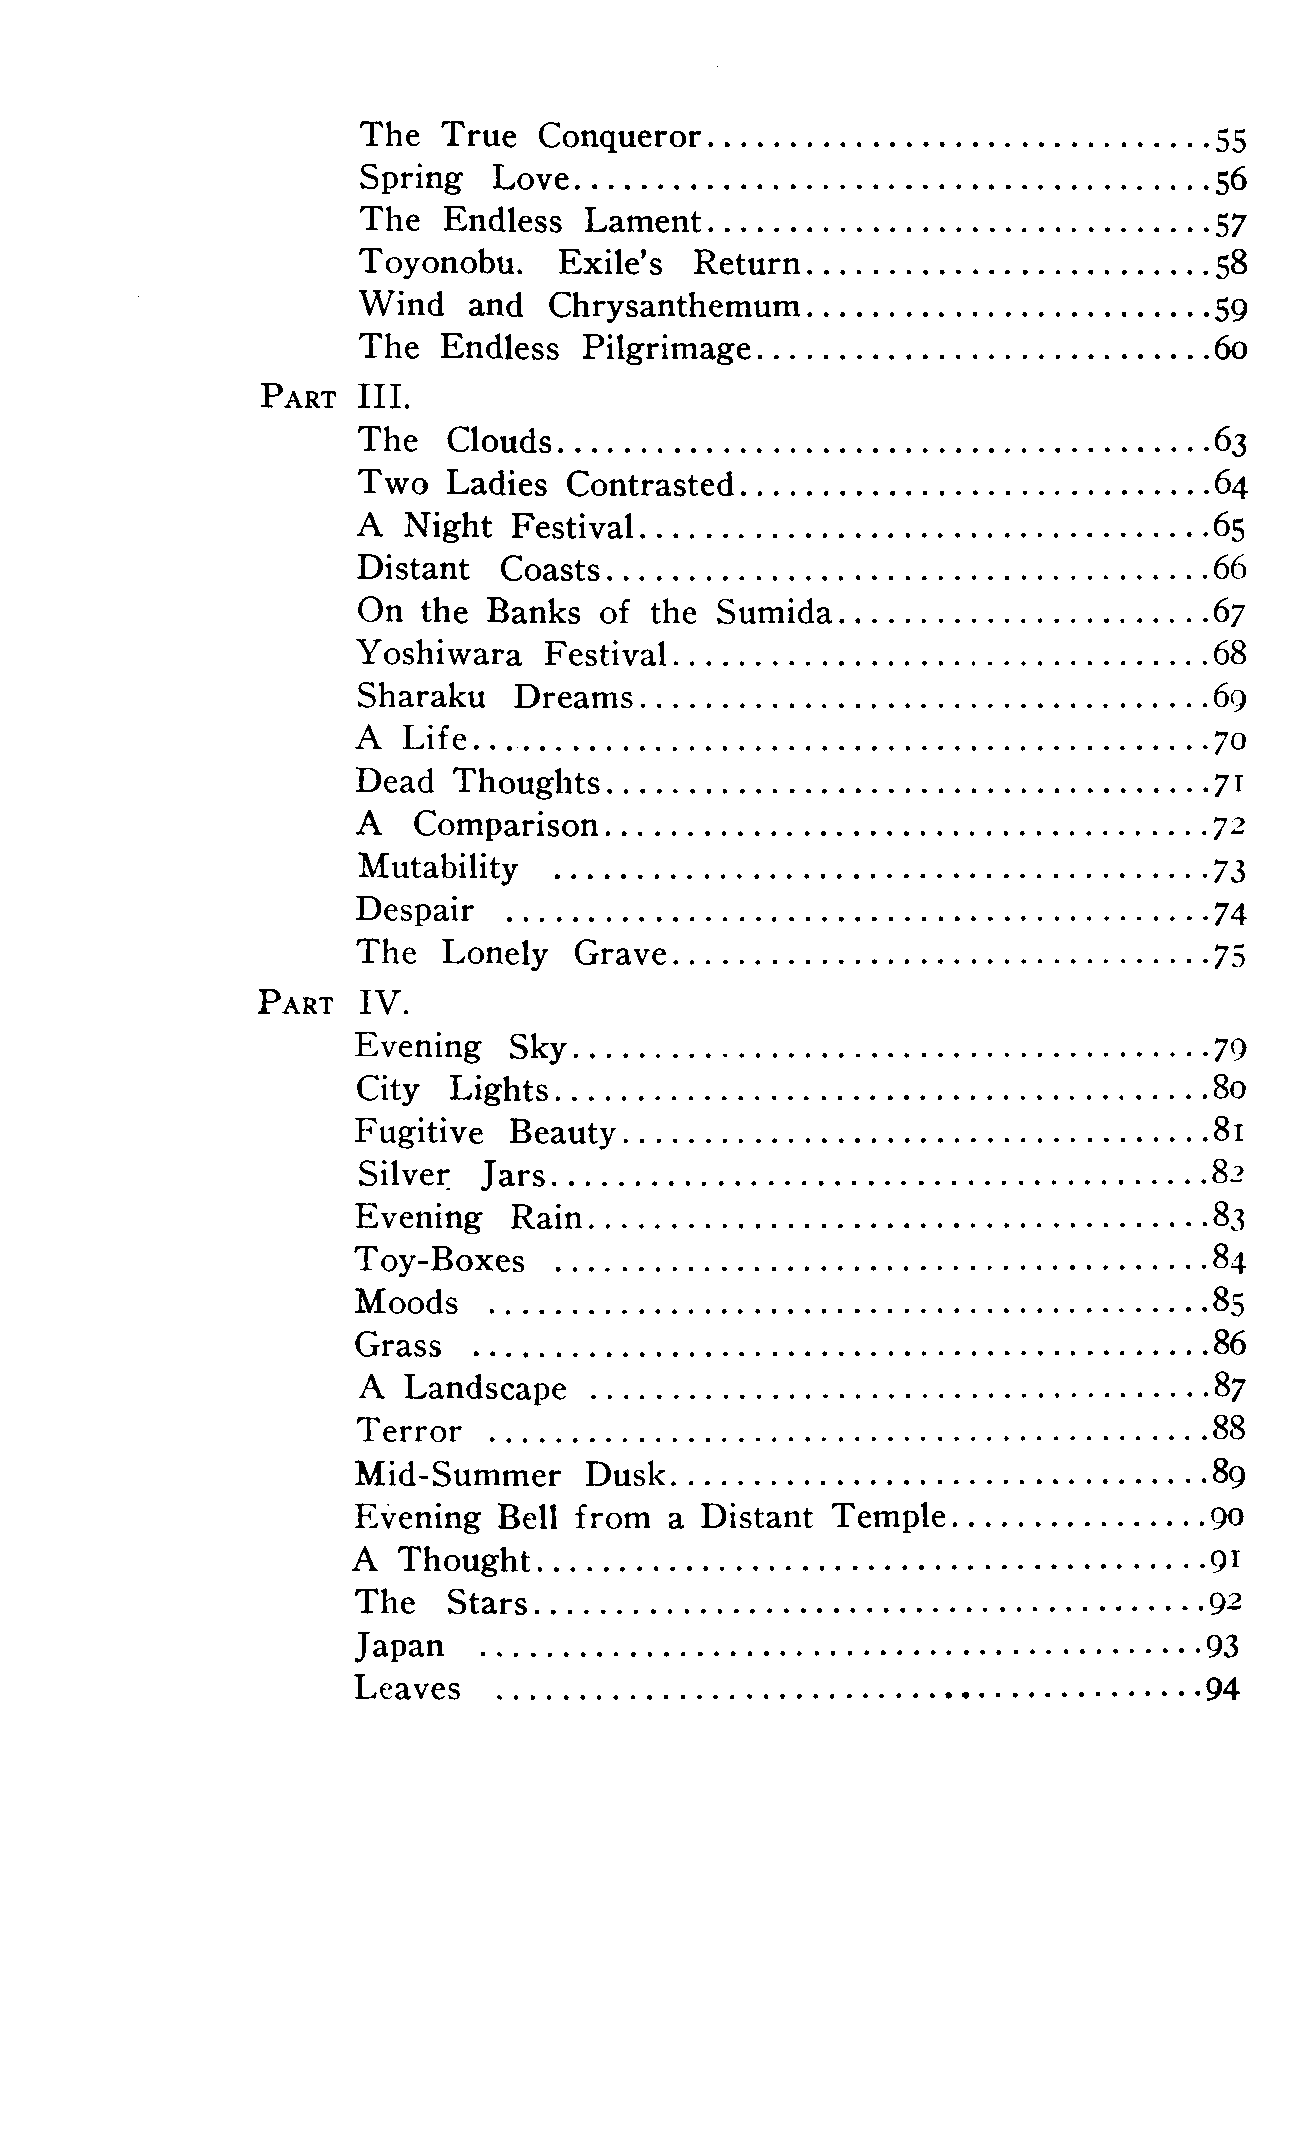 The True Conqueror...............................55
Spring Love.......................................56
The Endless Lament...............................57
Toyonobu. Exile's Return.........................58
Wind and Chrysanthemum.........................59
The Endless Pilgrimage............................60
PART III.
The Clouds........................................63
Two Ladies Contrasted.............................64
A Night Festival...................................65
Distant Coasts.....................................66
On the Banks of the Sumida.......................67
Yoshiwara Festival.................................68
Sharaku Dreams...................................69
A Life.............................................70
Dead Thoughts.....................................71
A Comparison.....................................72
Mutability ........................................73
Despair ...........................................74
The Lonely Grave.................................75
PART IV.
Evening Sky.......................................79
City Lights........................................80
Fugitive Beauty....................................81
Silver Jars........................................82
Evening Rain......................................83
Toy-Boxes ........................................84
Moods ............................................85
Grass .............................................86
A Landscape ......................................87
Terror ............................................88
Mid-Summer Dusk.................................89
Evening Bell from a Distant Temple................90
A Thought.........................................91
The Stars.........................................92
Japan ............................................93
Leaves ...........................................94